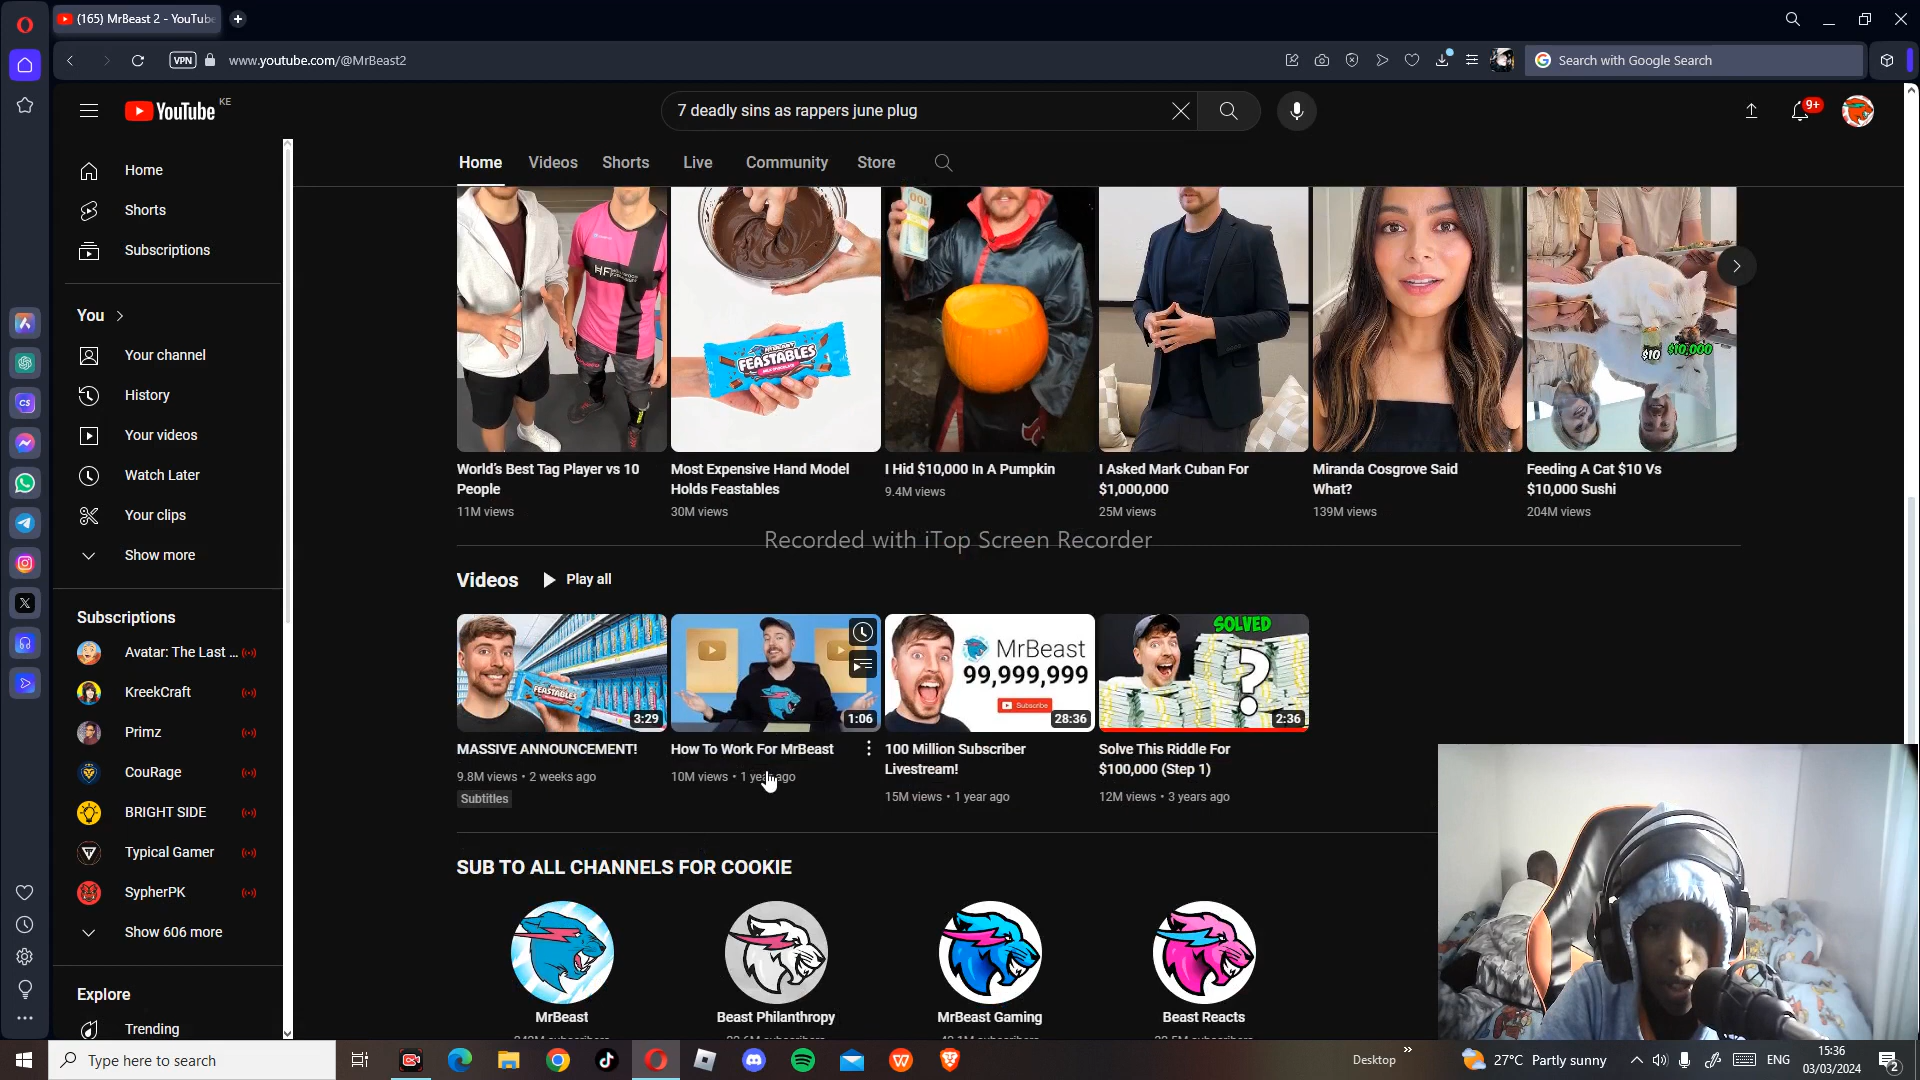 (165) MrBeast 2 - YouTube
VPN
www.youtube.com/@MrBeast2
Search with Google Search
YouTube KE
7 deadly sins as rappers june plug
9+
Home
Videos
Shorts
Live
Community
Store
Home
Shorts
Subscriptions
You
Your channel
History
Your videos
Watch Later
Your clips
Show more
Subscriptions
Avatar: The Last ...
KreekCraft
Primz
CouRage
BRIGHT SIDE
Typical Gamer
SypherPK
Show 606 more
Explore
Trending
100
HF
FEASTABLES
$10 $10,000
World's Best Tag Player vs 10
People
11M views
Most Expensive Hand Model
Holds Feastables
30M views
I Hid $10,000 In A Pumpkin
9.4M views
I Asked Mark Cuban For
$1,000,000
25M views
Miranda Cosgrove Said
What?
139M views
Feeding A Cat $10 Vs
$10,000 Sushi
204M views
Recorded with iTop Screen Recorder
Videos
Play all
FEASTABLES
3:29
MASSIVE ANNOUNCEMENT!
9.8M views • 2 weeks ago
Subtitles
1:06
How To Work For MrBeast
10M views • 1 year ago
MrBeast
99,999,999
Subscribe
28:36
100 Million Subscriber
Livestream!
15M views • 1 year ago
SOLVED
?
2:36
Solve This Riddle For
$100,000 (Step 1)
12M views • 3 years ago
SUB TO ALL CHANNELS FOR COOKIE
MrBeast
Beast Philanthropy
MrBeast Gaming
Beast Reacts
Type here to search
Desktop
27°C Partly sunny
ENG
15:36
03/03/2024
2